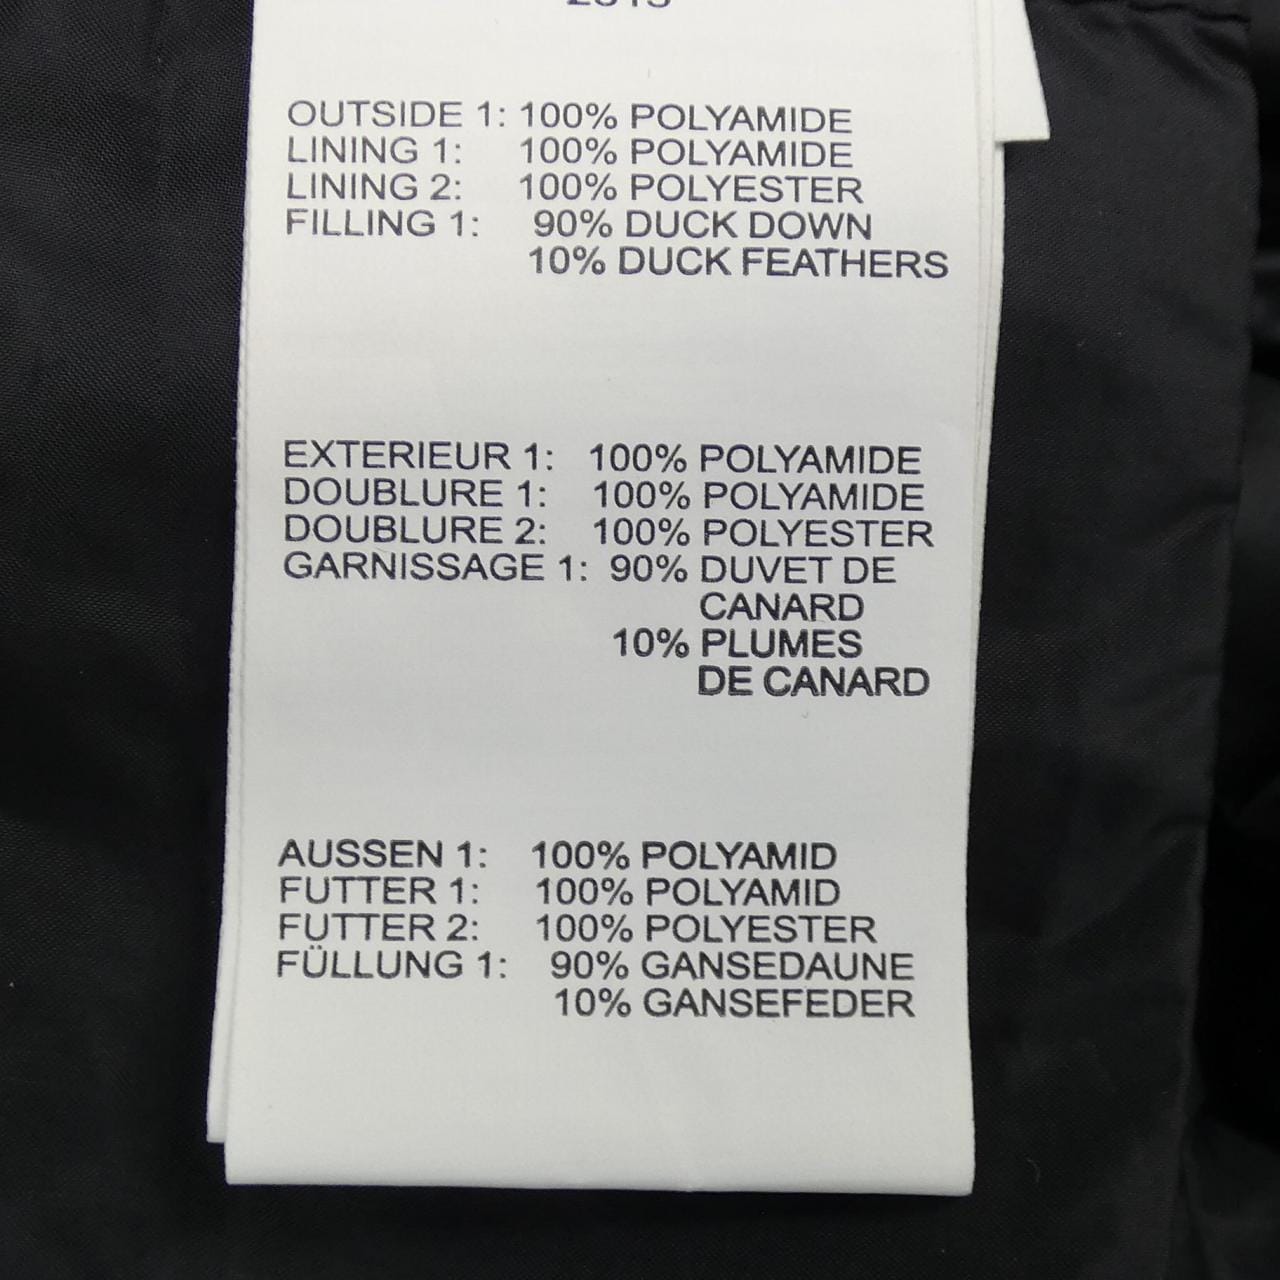 OUTSIDE 1: 100% POLYAMIDE
LINING 1: 100% POLYAMIDE
LINING 2: 100% POLYESTER
FILLING 1: 90% DUCK DOWN
10% DUCK FEATHERS
EXTERIEUR 1: 100% POLYAMIDE
DOUBLURE 1: 100% POLYAMIDE
DOUBLURE 2: 100% POLYESTER
GARNISSAGE 1: 90% DUVET DE
CANARD
10% PLUMES
DE CANARD
AUSSEN 1: 100% POLYAMID
FUTTER 1: 100% POLYAMID
FUTTER 2: 100% POLYESTER
FÜLLUNG 1: 90% GANSEDAUNE
10% GANSEFEDER